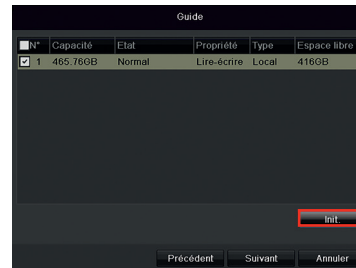 Guide
N° Capacité Etat Propriété Type Espace libre
1 465.76GB Normal Lire-écrire Local 416GB
Init.
Précédent Suivant Annuler